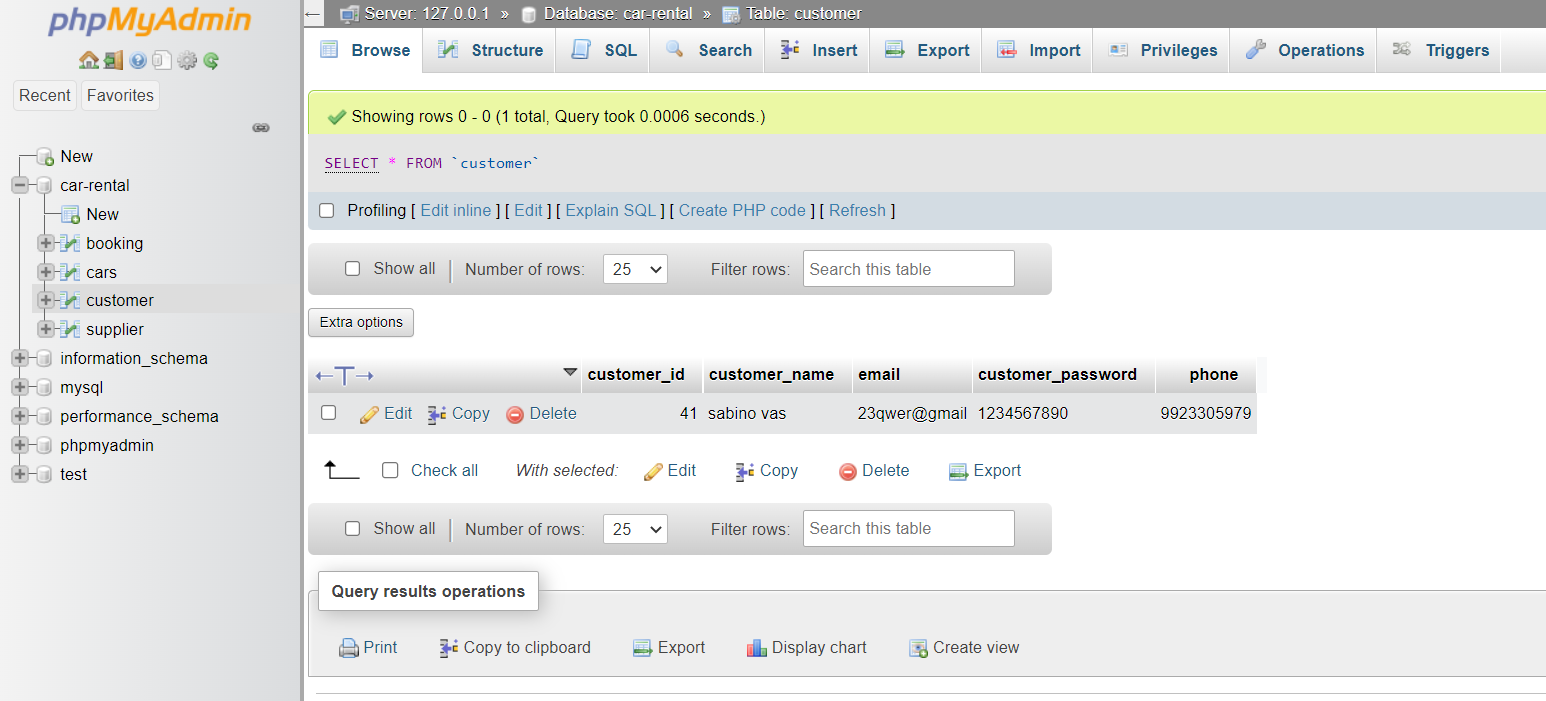 phpMyAdmin
Recent Favorites
New
car-rental
New
booking
cars
customer
supplier
information_schema
mysql
performance_schema
phpmyadmin
test
Server: 127.0.0.1 » Database: car-rental » Table: customer
Browse Structure SQL Search Insert Export Import Privileges Operations Triggers
Showing rows 0 - 0 (1 total, Query took 0.0006 seconds.)
SELECT * FROM `customer`
Profiling [ Edit inline ] [ Edit ] [ Explain SQL ] [ Create PHP code ] [ Refresh ]
Show all Number of rows: 25 Filter rows: Search this table
Extra options
←T→ customer_id customer_name email customer_password phone
Edit Copy Delete 41 sabino vas 23qwer@gmail 1234567890 9923305979
Check all With selected: Edit Copy Delete Export
Show all Number of rows: 25 Filter rows: Search this table
Query results operations
Print Copy to clipboard Export Display chart Create view